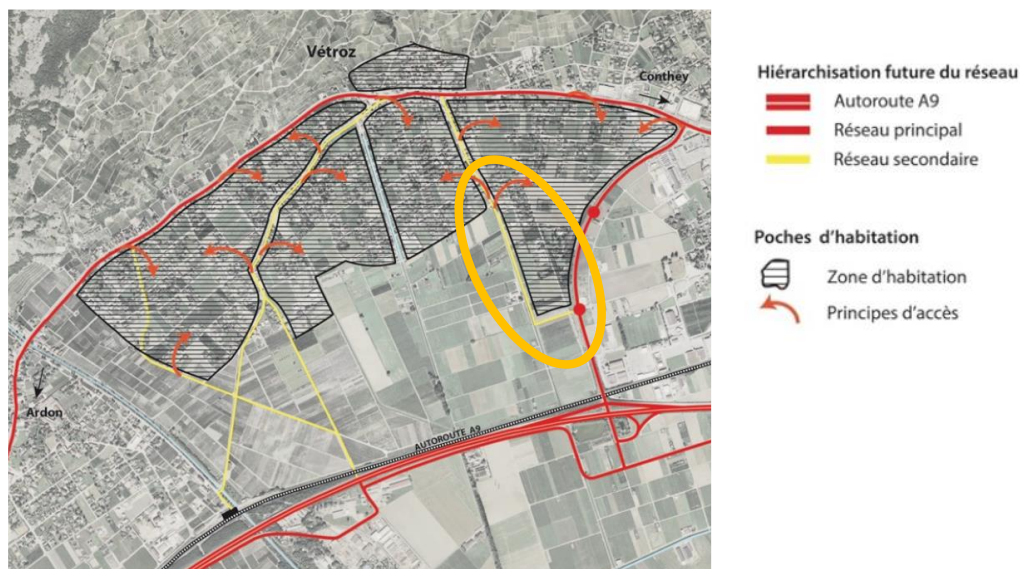 Vétroz
Conthey
Ardon
AUTOROUTE A9
Hiérarchisation future du réseau
Autoroute A9
Réseau principal
Réseau secondaire
Poches d'habitation
Zone d'habitation
Principes d'accès